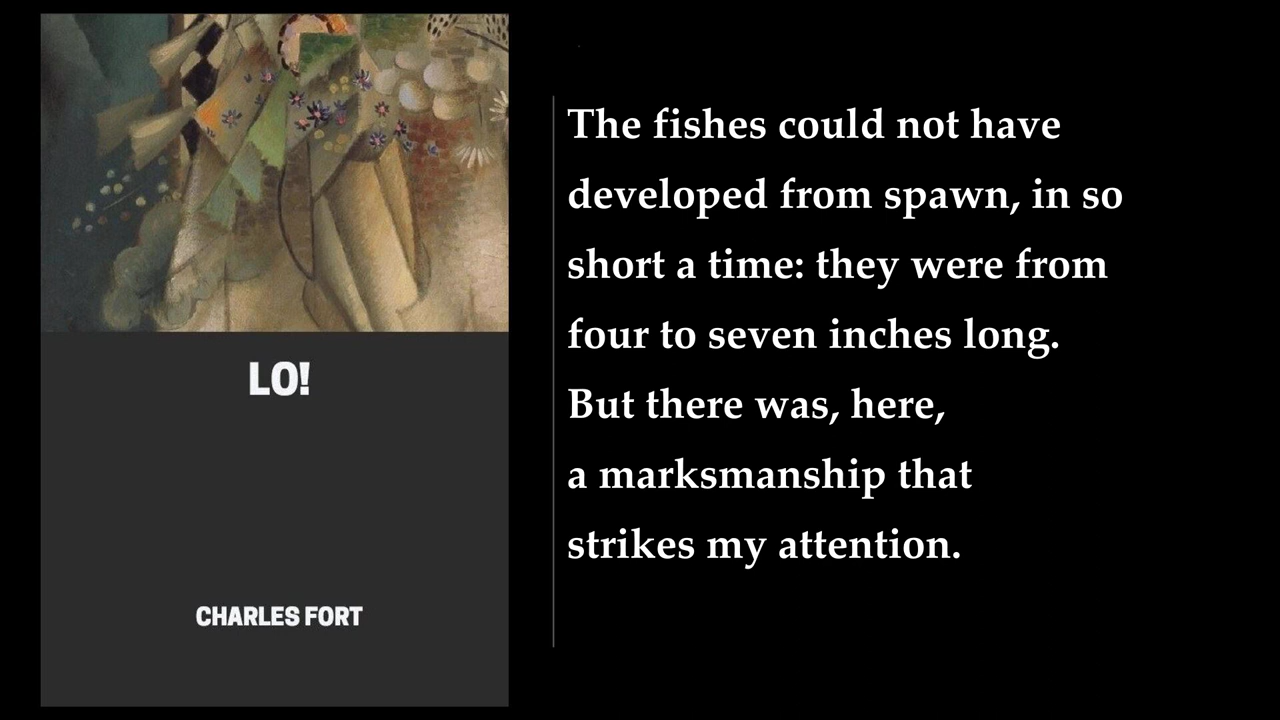 LO!
CHARLES FORT
The fishes could not have
developed from spawn, in so
short a time: they were from
four to seven inches long.
But there was, here,
a marksmanship that
strikes my attention.